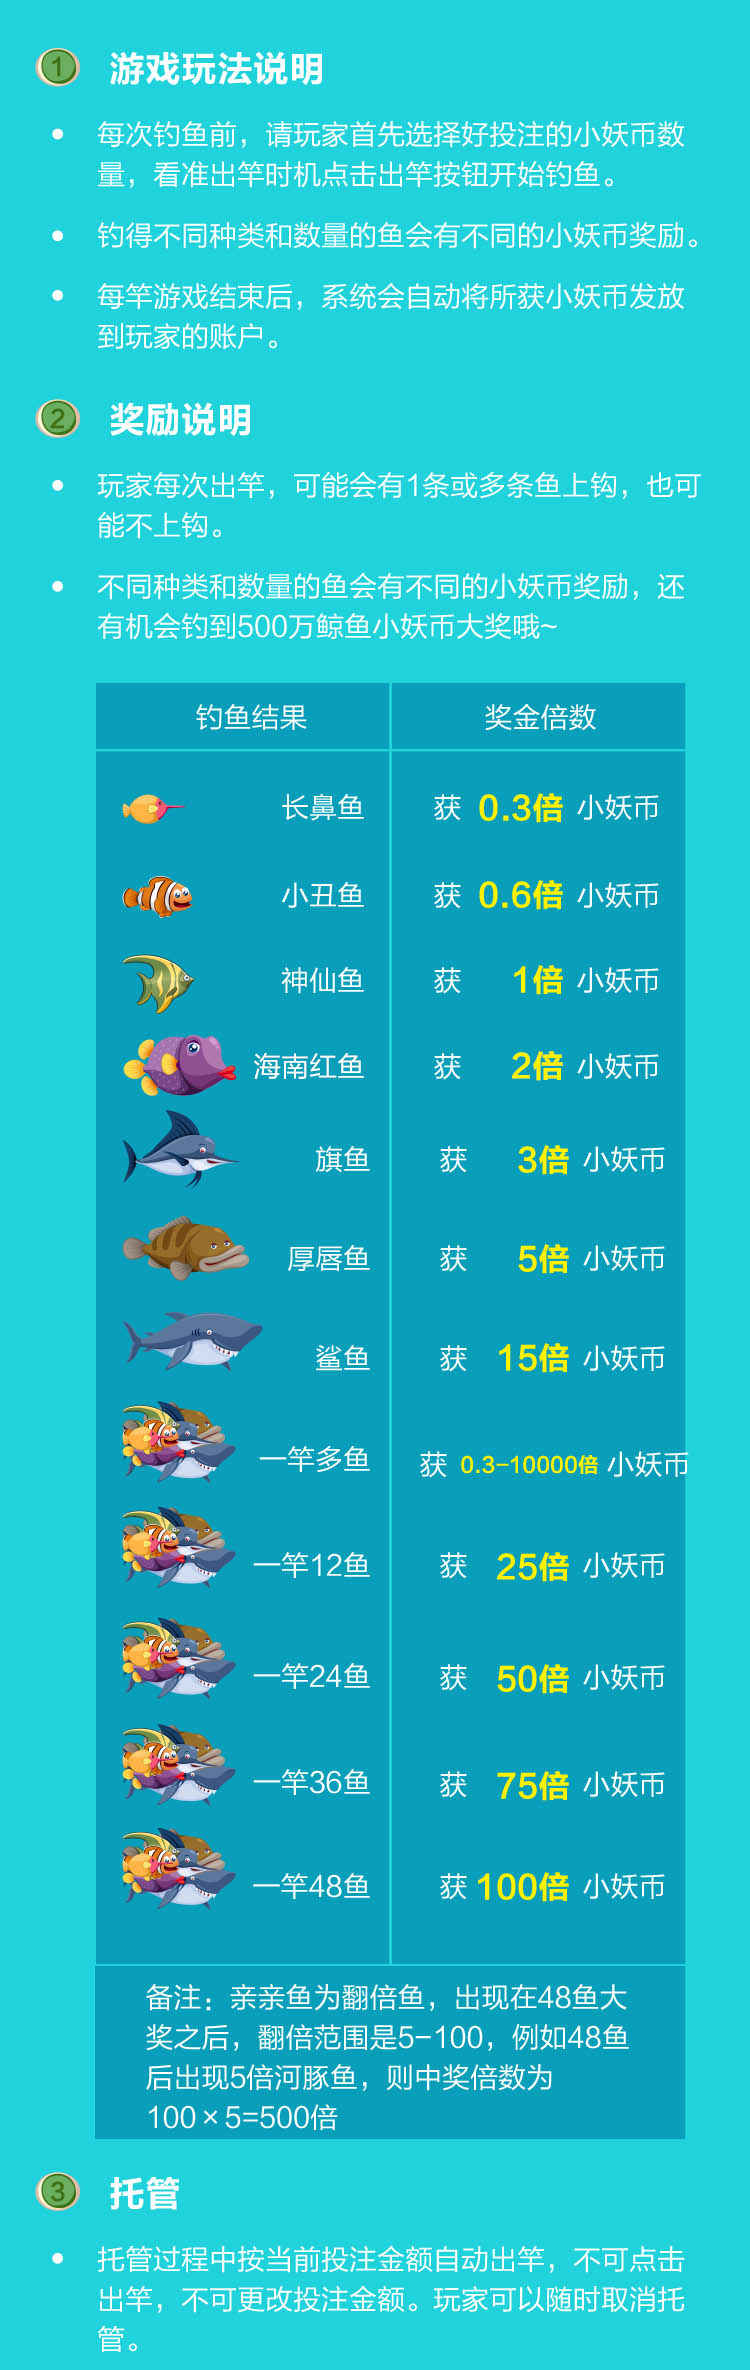 1 游戏玩法说明
• 每次钓鱼前，请玩家首先选择好投注的小妖币数
量，看准出竿时机点击出竿按钮开始钓鱼。
• 钓得不同种类和数量的鱼会有不同的小妖币奖励。
• 每竿游戏结束后，系统会自动将所获小妖币发放
到玩家的账户。
2 奖励说明
• 玩家每次出竿，可能会有1条或多条鱼上钩，也可
能不上钩。
• 不同种类和数量的鱼会有不同的小妖币奖励，还
有机会钓到500万鲸鱼小妖币大奖哦~
钓鱼结果 奖金倍数
长鼻鱼 获 0.3倍 小妖币
小丑鱼 获 0.6倍 小妖币
神仙鱼 获 1倍 小妖币
海南红鱼 获 2倍 小妖币
旗鱼 获 3倍 小妖币
厚唇鱼 获 5倍 小妖币
鲨鱼 获 15倍 小妖币
一竿多鱼 获 0.3-10000倍 小妖币
一竿12鱼 获 25倍 小妖币
一竿24鱼 获 50倍 小妖币
一竿36鱼 获 75倍 小妖币
一竿48鱼 获 100倍 小妖币
备注：亲亲鱼为翻倍鱼，出现在48鱼大
奖之后，翻倍范围是5-100，例如48鱼
后出现5倍河豚鱼，则中奖倍数为
100×5=500倍
3 托管
• 托管过程中按当前投注金额自动出竿，不可点击
出竿，不可更改投注金额。玩家可以随时取消托
管。